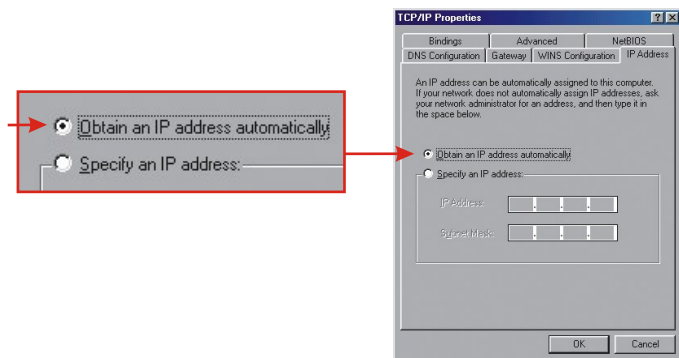 Obtain an IP address automatically
Specify an IP address:
TCP/IP Properties
Bindings Advanced NetBIOS
DNS Configuration Gateway WINS Configuration IP Address
An IP address can be automatically assigned to this computer.
If your network does not automatically assign IP addresses, ask
your network administrator for an address, and then type it in
the space below.
Obtain an IP address automatically
Specify an IP address:
IP Address:
Subnet Mask:
OK Cancel